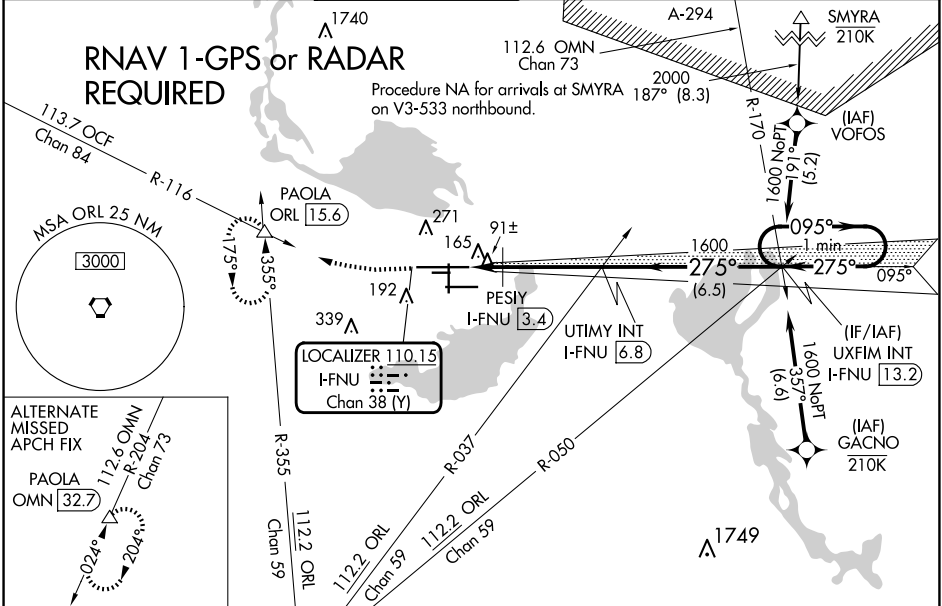 1740
RNAV 1-GPS or RADAR
REQUIRED
112.6 OMN
Chan 73
A-294
SMYRA
210K
2000
187° (8.3)
Procedure NA for arrivals at SMYRA
on V3-533 northbound.
R-170
(IAF)
VOFOS
1600 NoPT
191°
(5.2)
113.7 OCF
Chan 84
R-116
PAOLA
ORL 15.6
MSA ORL 25 NM
3000
175°
355°
271
165
91±
1600
275°
(6.5)
095°
1 min
275°
095°
192
339
PESIY
I-FNU 3.4
UTIMY INT
I-FNU 6.8
(IF/IAF)
UXFIM INT
I-FNU 13.2
LOCALIZER 110.15
I-FNU
Chan 38 (Y)
1600 NoPT
357°
(6.6)
(IAF)
GACNO
210K
ALTERNATE
MISSED
APCH FIX
PAOLA
OMN 32.7
112.6 OMN
R-204
Chan 73
024°
204°
R-355
112.2 ORL
Chan 59
R-037
112.2 ORL
Chan 59
R-050
112.2 ORL
Chan 59
1749